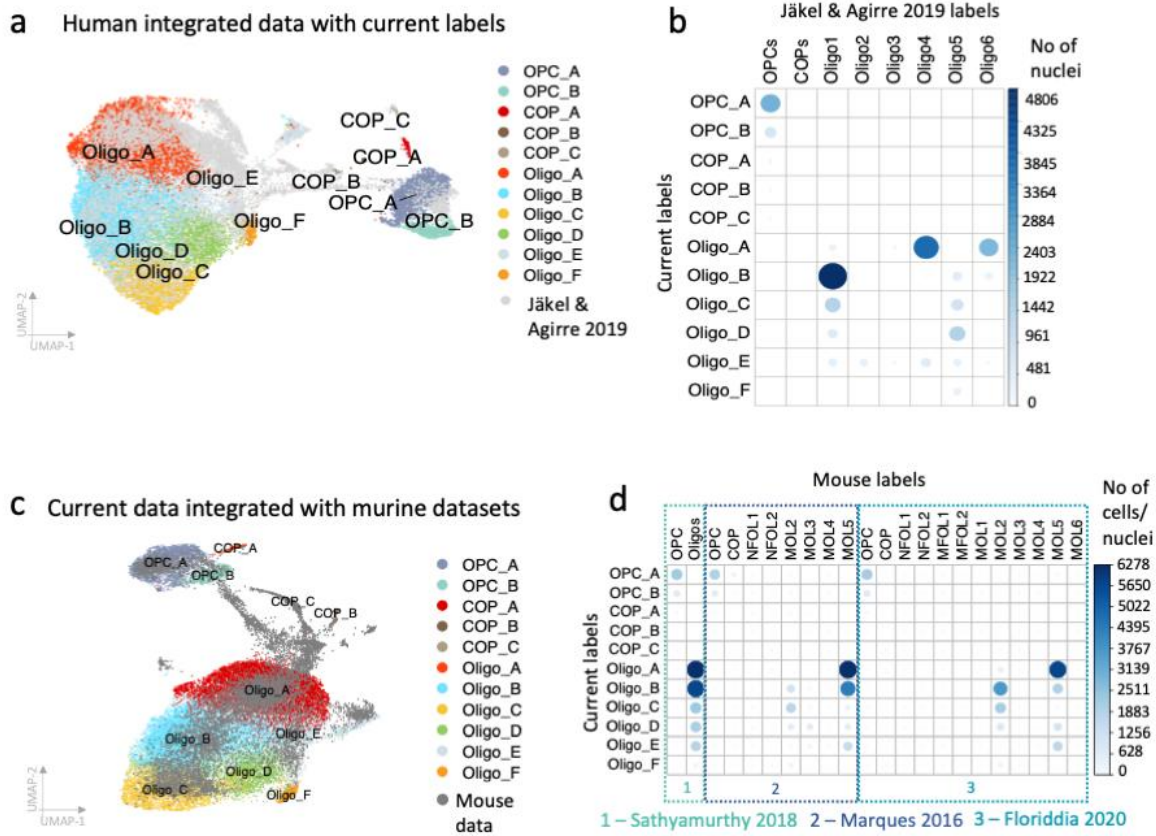 a
Human integrated data with current labels
Oligo_A
Oligo_E
Oligo_B
Oligo_D
Oligo_C
Oligo_F
COP_C
COP_A
COP_B
OPC_A
OPC_B
UMAP-2
UMAP-1
OPC_A
OPC_B
COP_A
COP_B
COP_C
Oligo_A
Oligo_B
Oligo_C
Oligo_D
Oligo_E
Oligo_F
Jäkel &
Agirre 2019
b
Jäkel & Agirre 2019 labels
OPCs
COPs
Oligo1
Oligo2
Oligo3
Oligo4
Oligo5
Oligo6
No of
nuclei
Current labels
OPC_A
OPC_B
COP_A
COP_B
COP_C
Oligo_A
Oligo_B
Oligo_C
Oligo_D
Oligo_E
Oligo_F
4806
4325
3845
3364
2884
2403
1922
1442
961
481
0
c
Current data integrated with murine datasets
OPC_A
COP_A
OPC_B
COP_C
COP_B
Oligo_A
Oligo_E
Oligo_B
Oligo_D
Oligo_C
Oligo_F
UMAP-2
UMAP-1
OPC_A
OPC_B
COP_A
COP_B
COP_C
Oligo_A
Oligo_B
Oligo_C
Oligo_D
Oligo_E
Oligo_F
Mouse
data
d
Mouse labels
OPC
Oligos
OPC
COP
NFOL1
NFOL2
MOL2
MOL3
MOL4
MOL5
OPC
COP
NFOL1
NFOL2
MFOL1
MFOL2
MOL1
MOL2
MOL3
MOL4
MOL5
MOL6
No of
cells/
nuclei
Current labels
OPC_A
OPC_B
COP_A
COP_B
COP_C
Oligo_A
Oligo_B
Oligo_C
Oligo_D
Oligo_E
Oligo_F
6278
5650
5022
4395
3767
3139
2511
1883
1256
628
0
1
2
3
1 – Sathyamurthy 2018 2 – Marques 2016 3 – Floriddia 2020